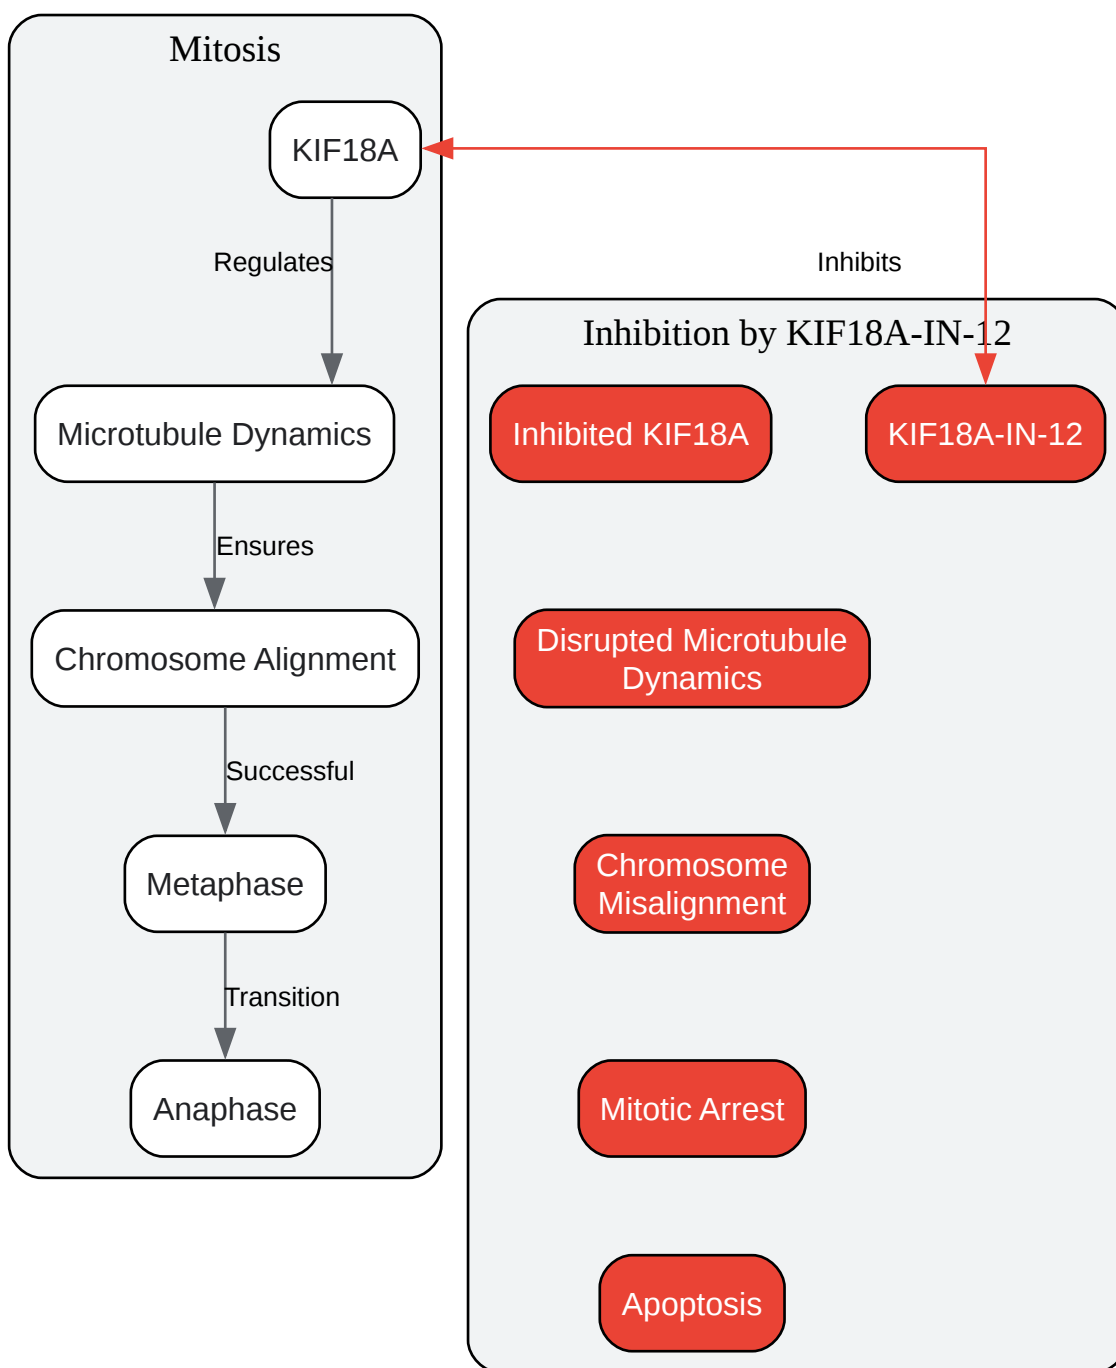 Mitosis
KIF18A
Regulates
Inhibits
Inhibition by KIF18A-IN-12
Microtubule Dynamics
Inhibited KIF18A
KIF18A-IN-12
Ensures
Chromosome Alignment
Disrupted Microtubule
Dynamics
Successful
Metaphase
Chromosome
Misalignment
Transition
Anaphase
Mitotic Arrest
Apoptosis